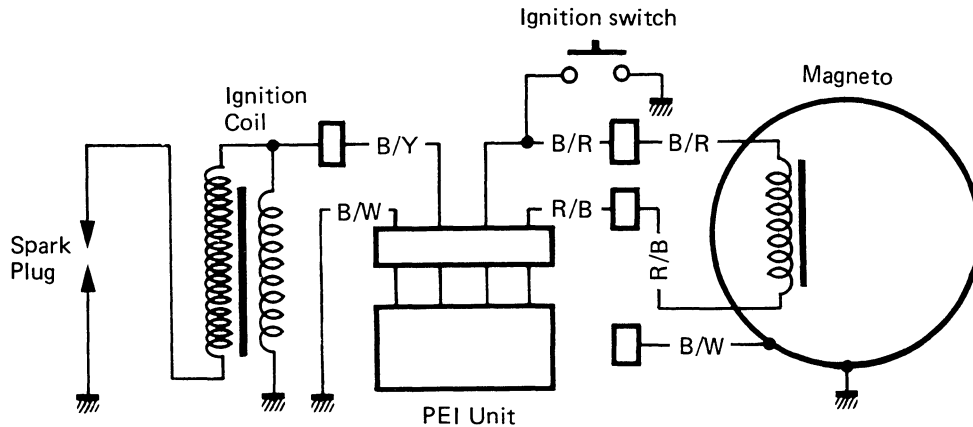 Ignition switch
Magneto
Ignition
Coil
B/Y
B/R
B/R
B/W
R/B
R/B
Spark
Plug
B/W
PEI Unit